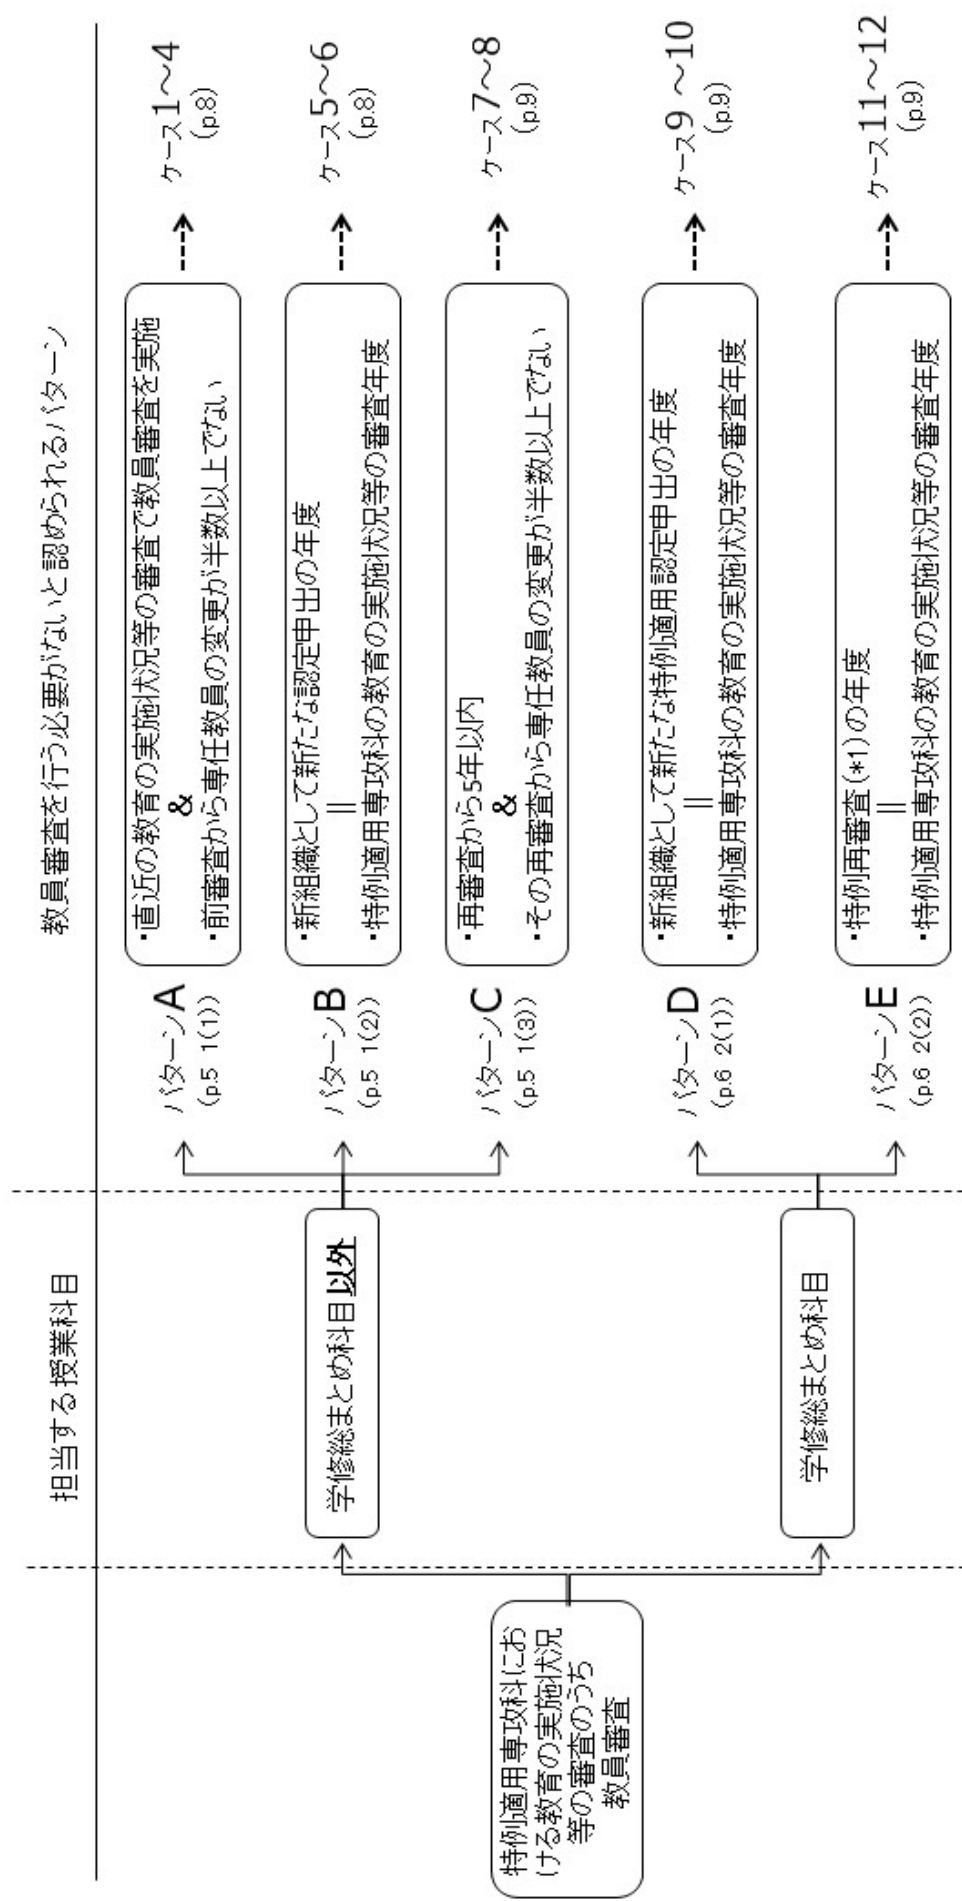 担当する授業科目
教員審査を行う必要がないと認められるパターン
特例適用専攻科にお
ける教育の実施状況
等の審査のうち
教員審査
学修総まとめ科目以外
パターンA
(p.5 1(1))
・直近の教育の実施状況等の審査で教員審査を実施
&
・前審査から専任教員の変更が半数以上でない
ケース1～4
(p.8)
パターンB
(p.5 1(2))
・新組織として新たな認定申出の年度
||
・特例適用専攻科の教育の実施状況等の審査年度
ケース5～6
(p.8)
パターンC
(p.5 1(3))
・再審査から5年以内
&
・その再審査から専任教員の変更が半数以上でない
ケース7～8
(p.9)
学修総まとめ科目
パターンD
(p.6 2(1))
・新組織として新たな特例適用認定申出の年度
||
・特例適用専攻科の教育の実施状況等の審査年度
ケース9 ～10
(p.9)
パターンE
(p.6 2(2))
・特例再審査(*1)の年度
||
・特例適用専攻科の教育の実施状況等の審査年度
ケース11～12
(p.9)